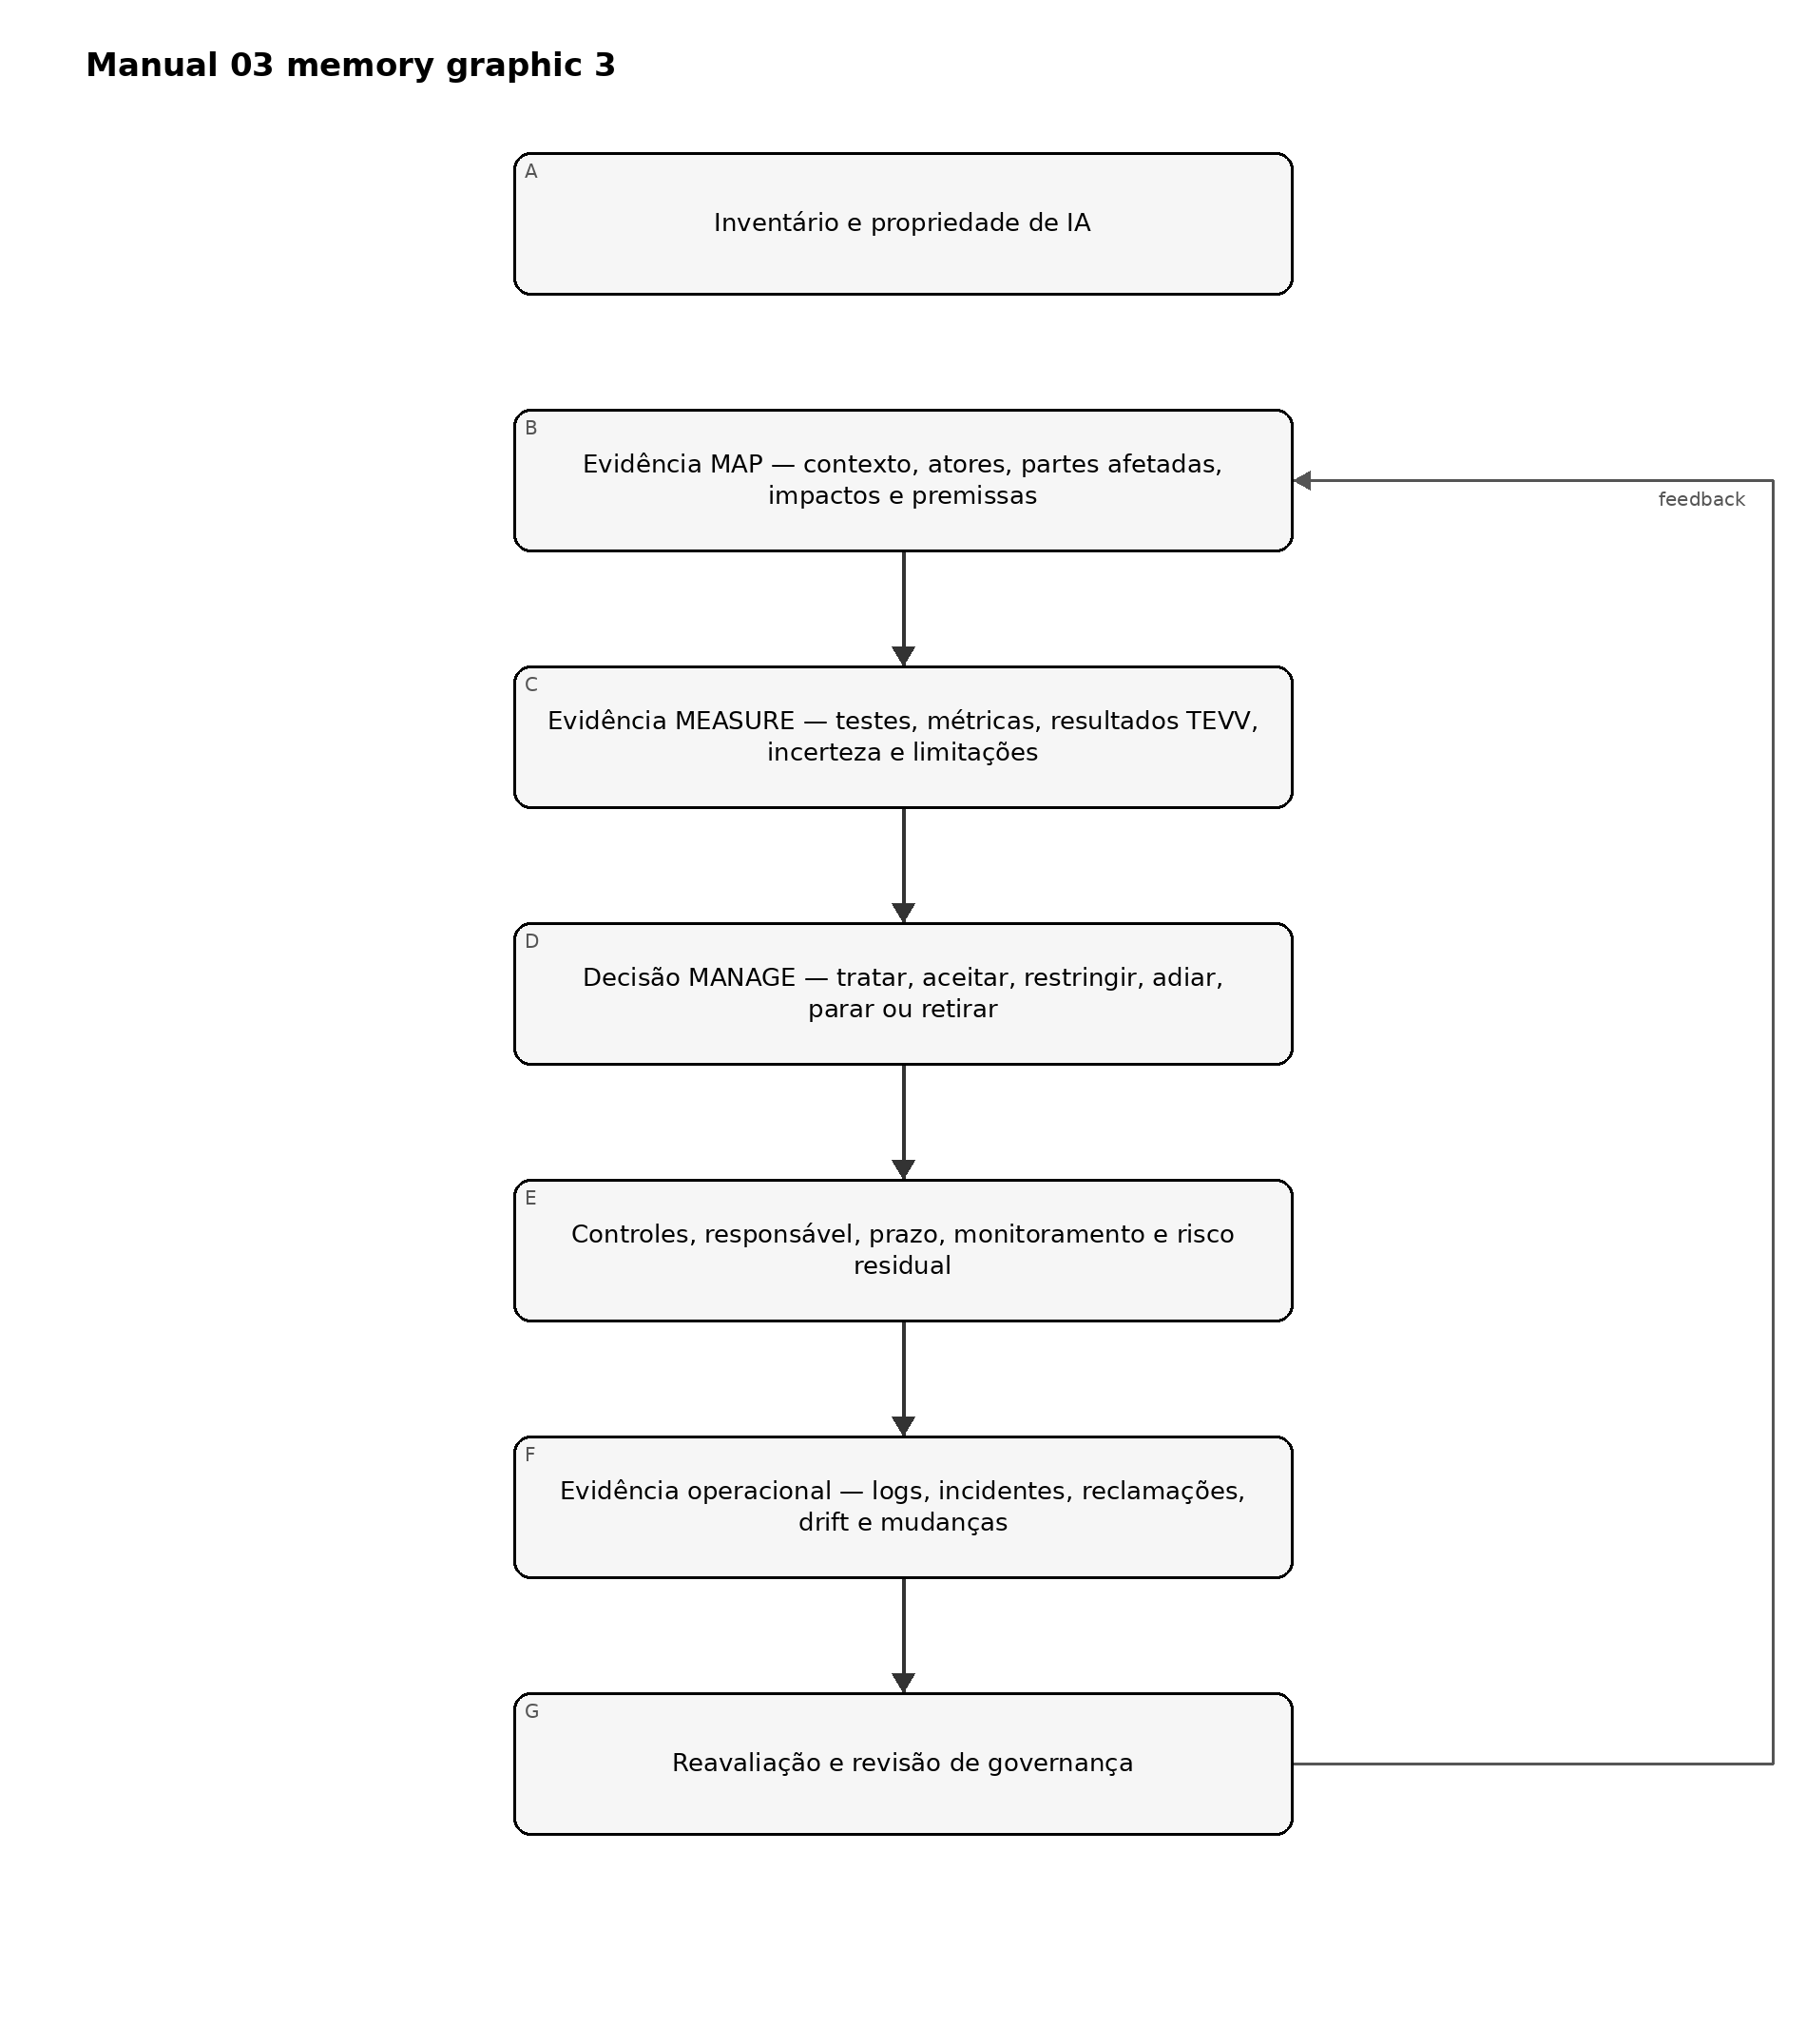 Manual 03 memory graphic 3
A
Inventário e propriedade de IA
B
Evidência MAP — contexto, atores, partes afetadas,
impactos e premissas
feedback
C
Evidência MEASURE — testes, métricas, resultados TEVV,
incerteza e limitações
D
Decisão MANAGE — tratar, aceitar, restringir, adiar,
parar ou retirar
E
Controles, responsável, prazo, monitoramento e risco
residual
F
Evidência operacional — logs, incidentes, reclamações,
drift e mudanças
G
Reavaliação e revisão de governança